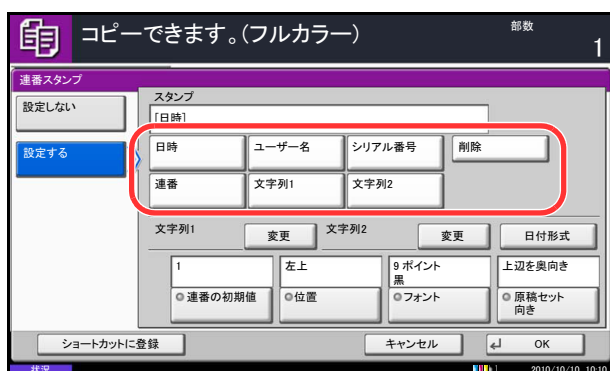 コピーできます。(フルカラー)
部数
1
連番スタンプ
設定しない
設定する
スタンプ
[日時]
日時 ユーザー名 シリアル番号 削除
連番 文字列1 文字列2
文字列1 変更 文字列2 変更 日付形式
1 左上 9 ポイント 上辺を奥向き
黒
連番の初期値 位置 フォント 原稿セット
向き
ショートカットに登録 キャンセル OK
状況 2010/10/10 10:10